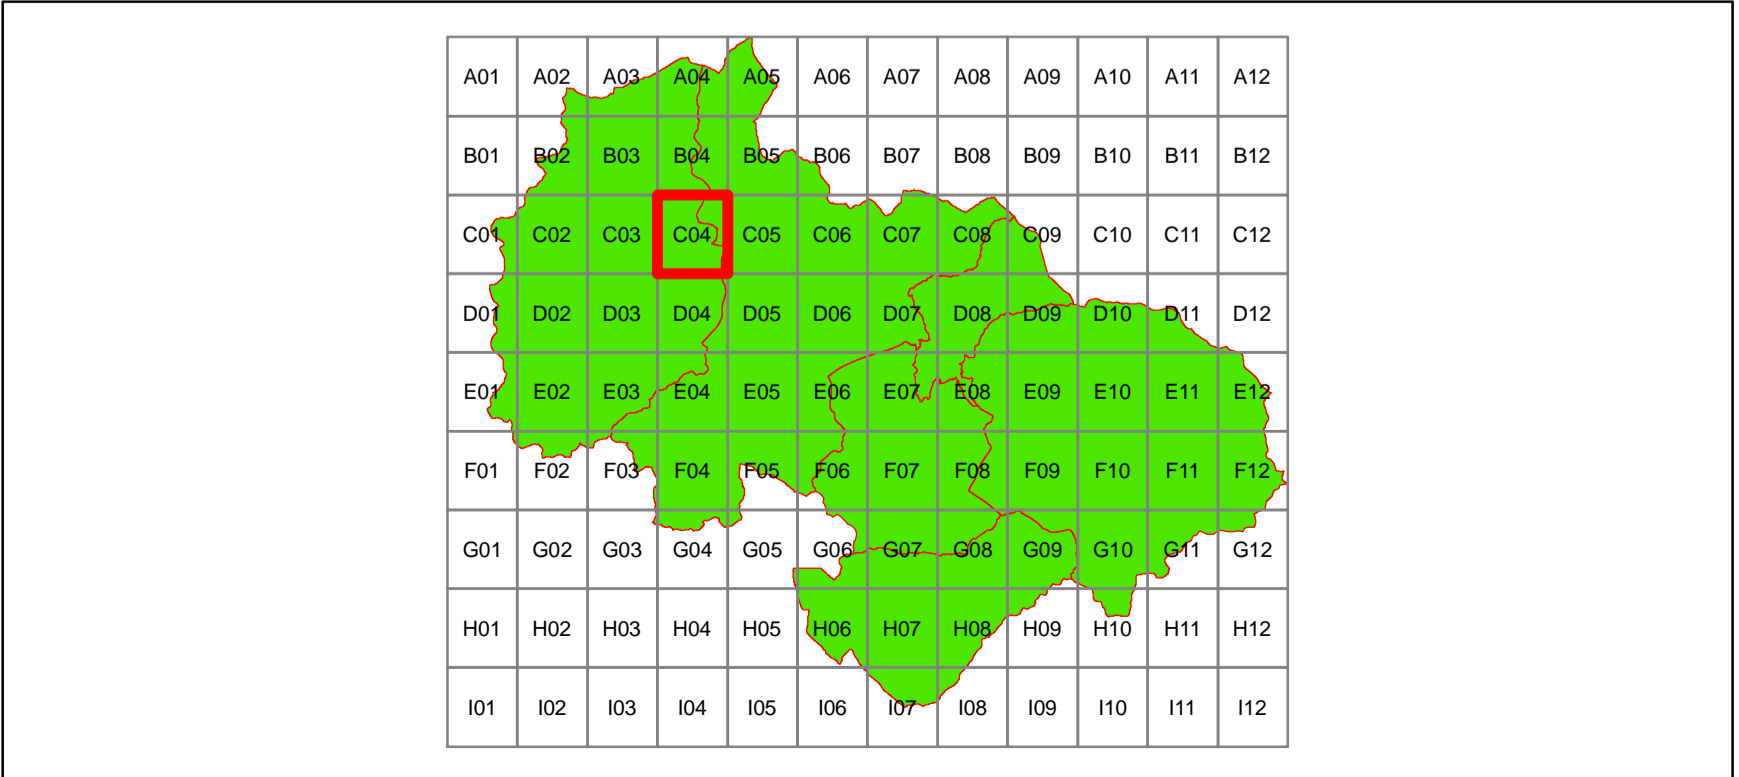 A01 A02 A03 A04 A05 A06 A07 A08 A09 A10 A11 A12
B01 B02 B03 B04 B05 B06 B07 B08 B09 B10 B11 B12
C01 C02 C03 C04 C05 C06 C07 C08 C09 C10 C11 C12
D01 D02 D03 D04 D05 D06 D07 D08 D09 D10 D11 D12
E01 E02 E03 E04 E05 E06 E07 E08 E09 E10 E11 E12
F01 F02 F03 F04 F05 F06 F07 F08 F09 F10 F11 F12
G01 G02 G03 G04 G05 G06 G07 G08 G09 G10 G11 G12
H01 H02 H03 H04 H05 H06 H07 H08 H09 H10 H11 H12
I01 I02 I03 I04 I05 I06 I07 I08 I09 I10 I11 I12